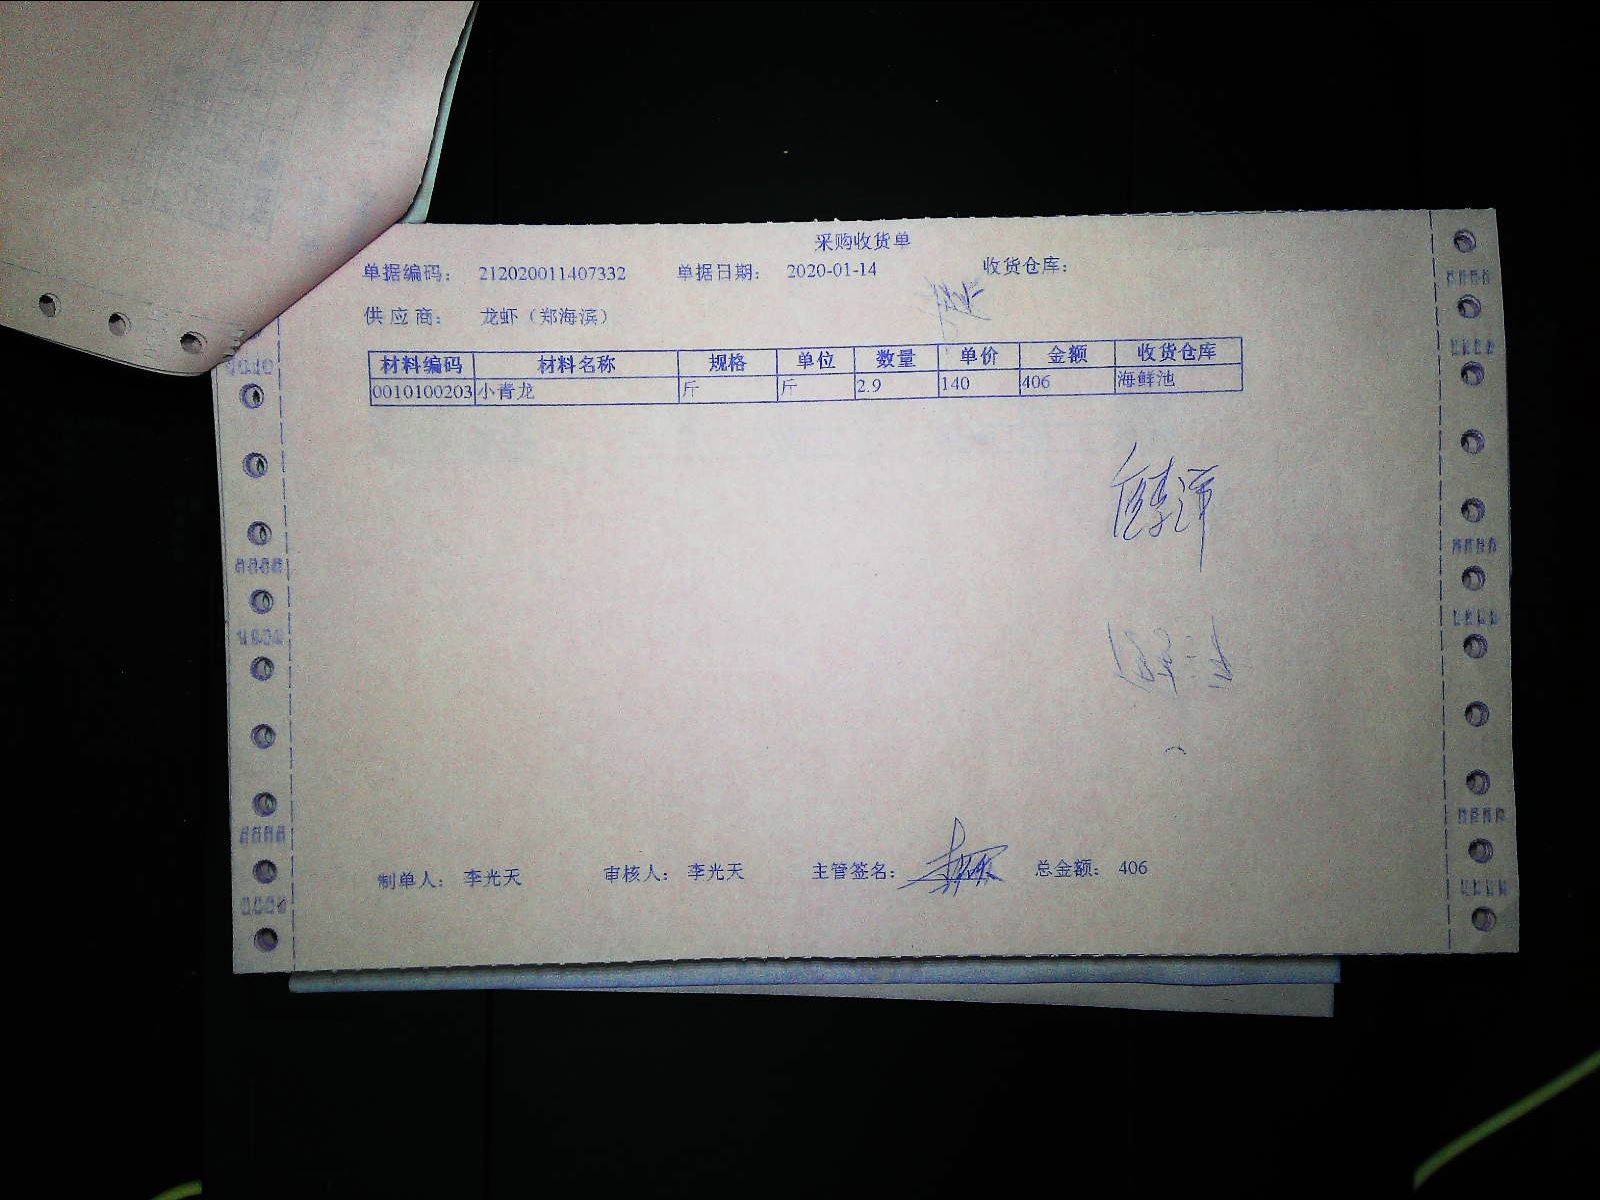 采购收货单
单据编码： 212020011407332 单据日期： 2020-01-14 收货仓库：
供应商： 龙虾（郑海滨）
材料编码 材料名称 规格 单位 数量 单价 金额 收货仓库
0010100203 小青龙 斤 斤 2.9 140 406 海鲜池
制单人： 李光天 审核人： 李光天 主管签名： 总金额： 406